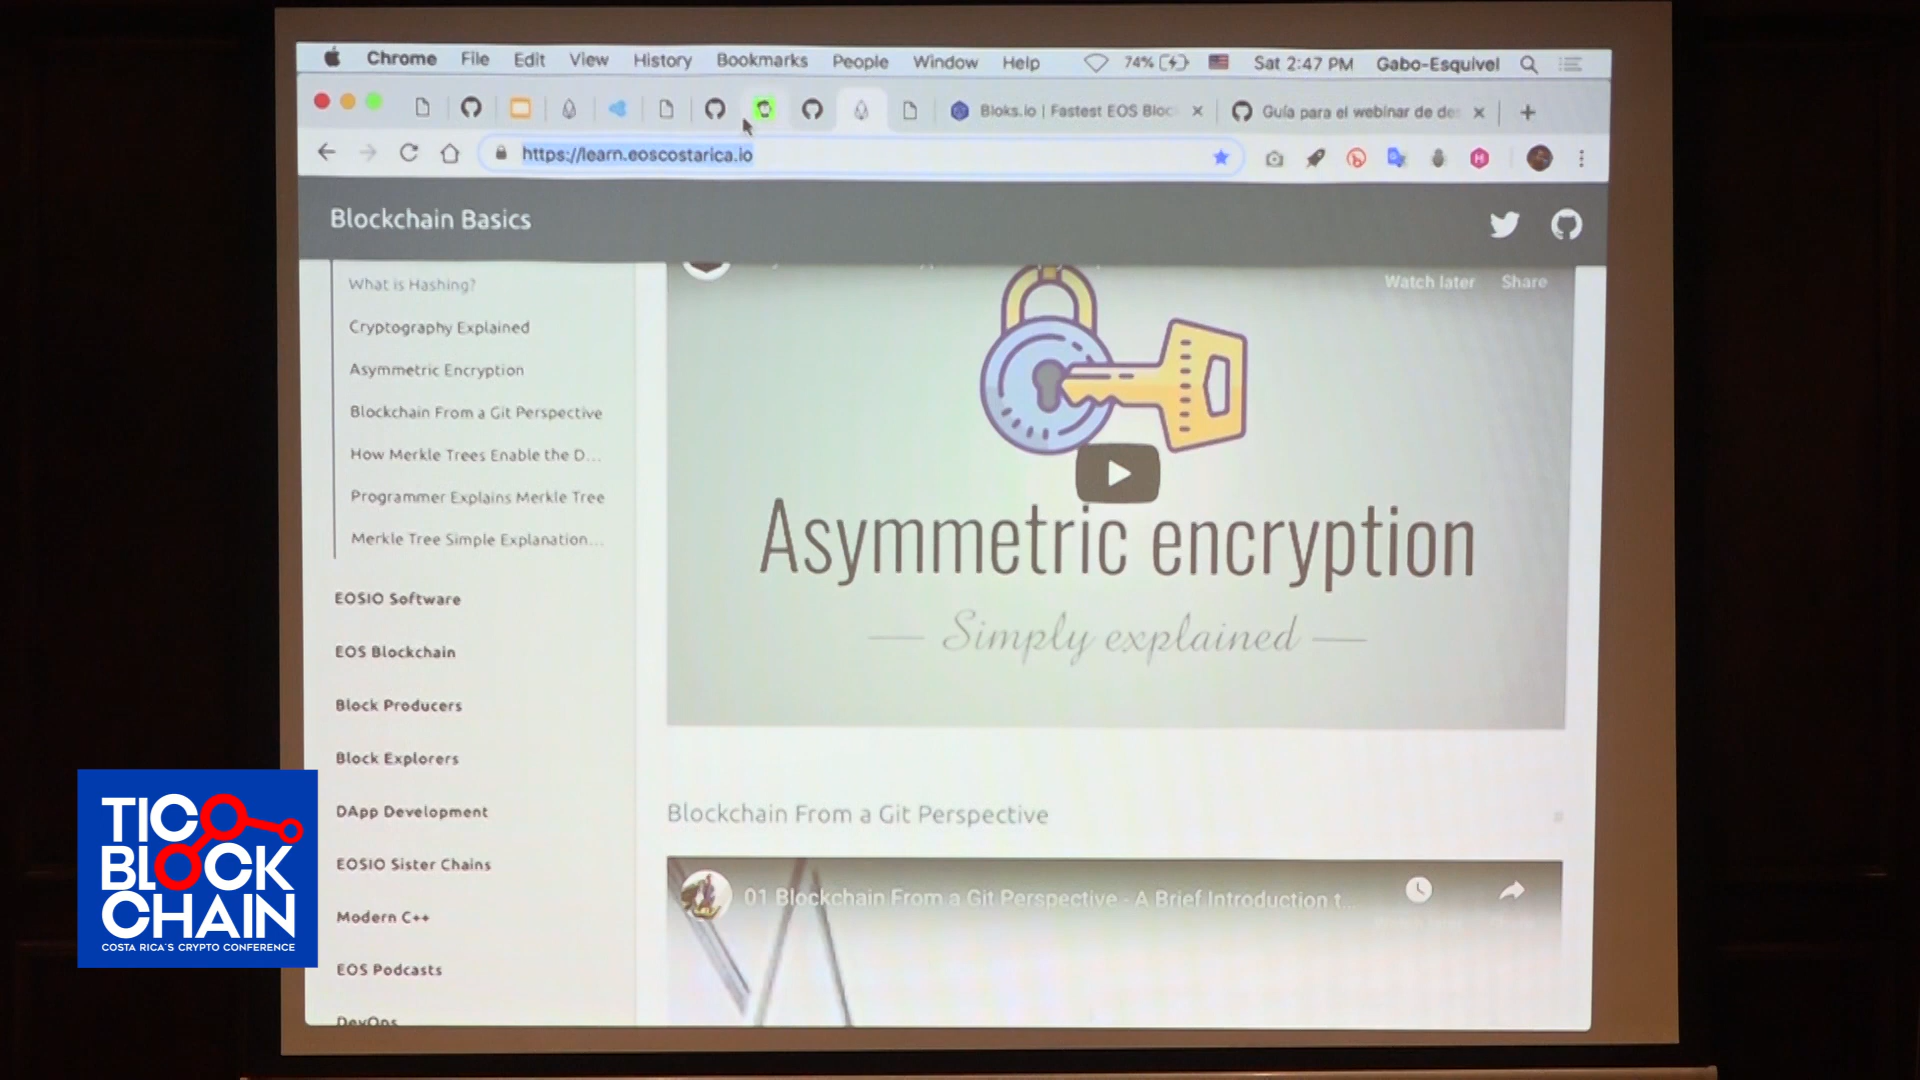 Chrome File Edit View History Bookmarks People Window Help 74% Sat 2:47 PM Gabo-Esquivel
Bloks.io | Fastest EOS Bloc
Guía para el webinar de de
https://learn.eoscostarica.io
Blockchain Basics
What is Hashing?
Cryptography Explained
Asymmetric Encryption
Blockchain From a Git Perspective
How Merkle Trees Enable the D...
Programmer Explains Merkle Tree
Merkle Tree Simple Explanation...
EOSIO Software
EOS Blockchain
Block Producers
Block Explorers
DApp Development
EOSIO Sister Chains
Modern C++
EOS Podcasts
DevOps
Watch later Share
Asymmetric encryption
Simply explained
Blockchain From a Git Perspective
01 Blockchain From a Git Perspective - A Brief Introduction t...
TICO
BLOCK
CHAIN
COSTA RICA'S CRYPTO CONFERENCE